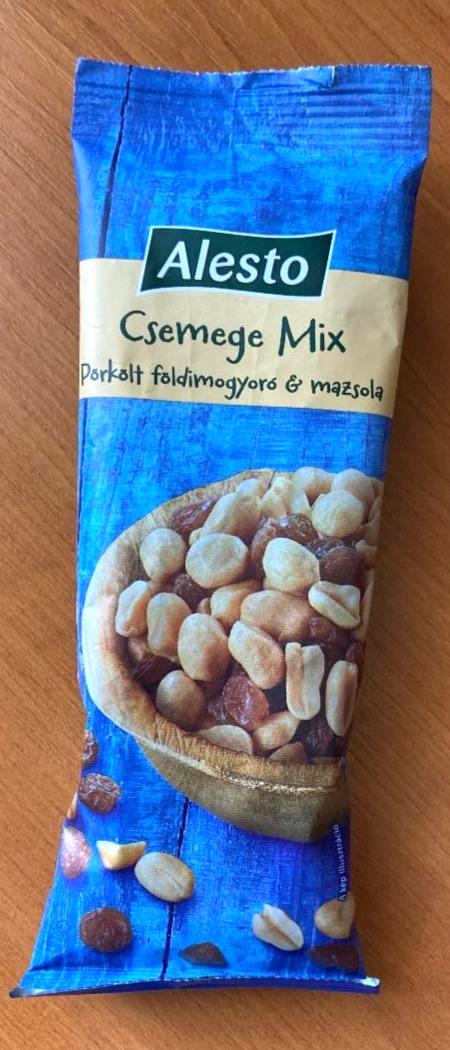 Alesto
Csemege Mix
Pörkölt földimogyoró & mazsola
A kép illusztráció